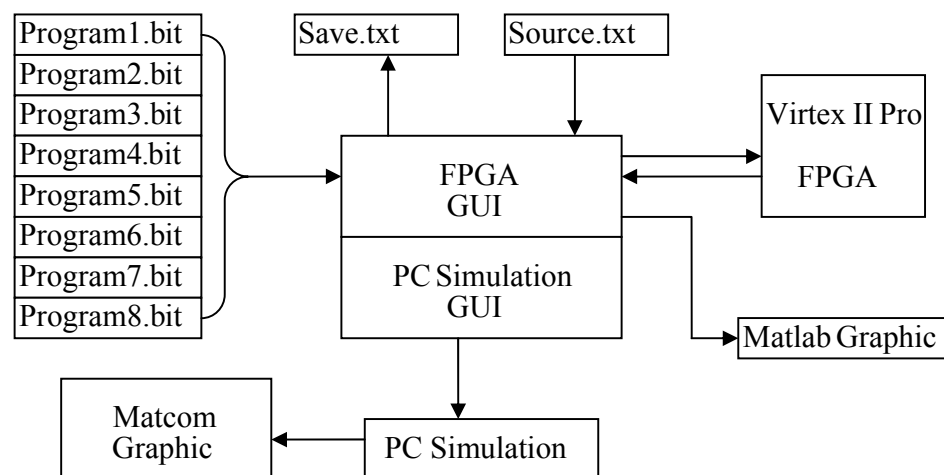 Program1.bit
Program2.bit
Program3.bit
Program4.bit
Program5.bit
Program6.bit
Program7.bit
Program8.bit
Save.txt
Source.txt
FPGA
GUI
PC Simulation
GUI
Virtex II Pro
FPGA
Matlab Graphic
PC Simulation
Matcom
Graphic